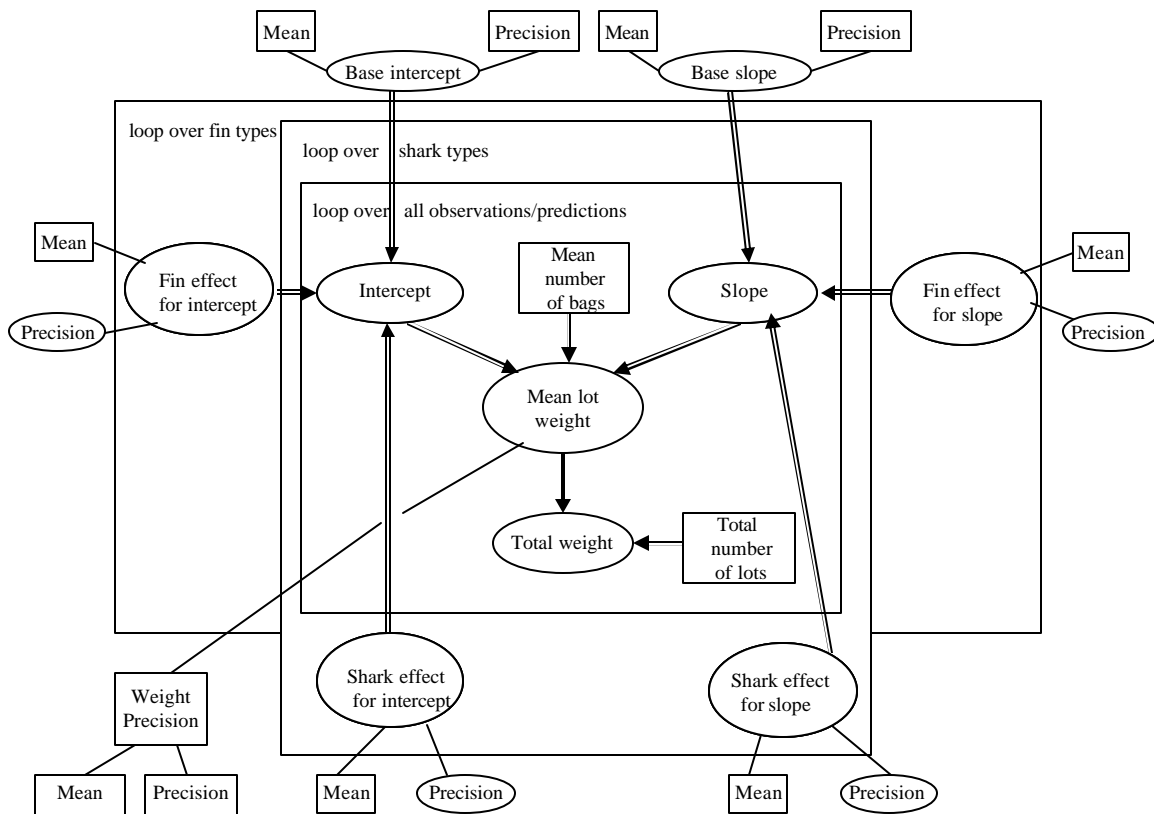 Mean
Precision
Mean
Precision
Base intercept
Base slope
loop over fin types
loop over shark types
loop over all observations/predictions
Mean
Fin effect
for intercept
Precision
Intercept
Mean
number
of bags
Slope
Mean
Fin effect
for slope
Precision
Mean lot
weight
Total weight
Total
number
of lots
Shark effect
for intercept
Shark effect
for slope
Weight
Precision
Mean
Precision
Mean
Precision
Mean
Precision